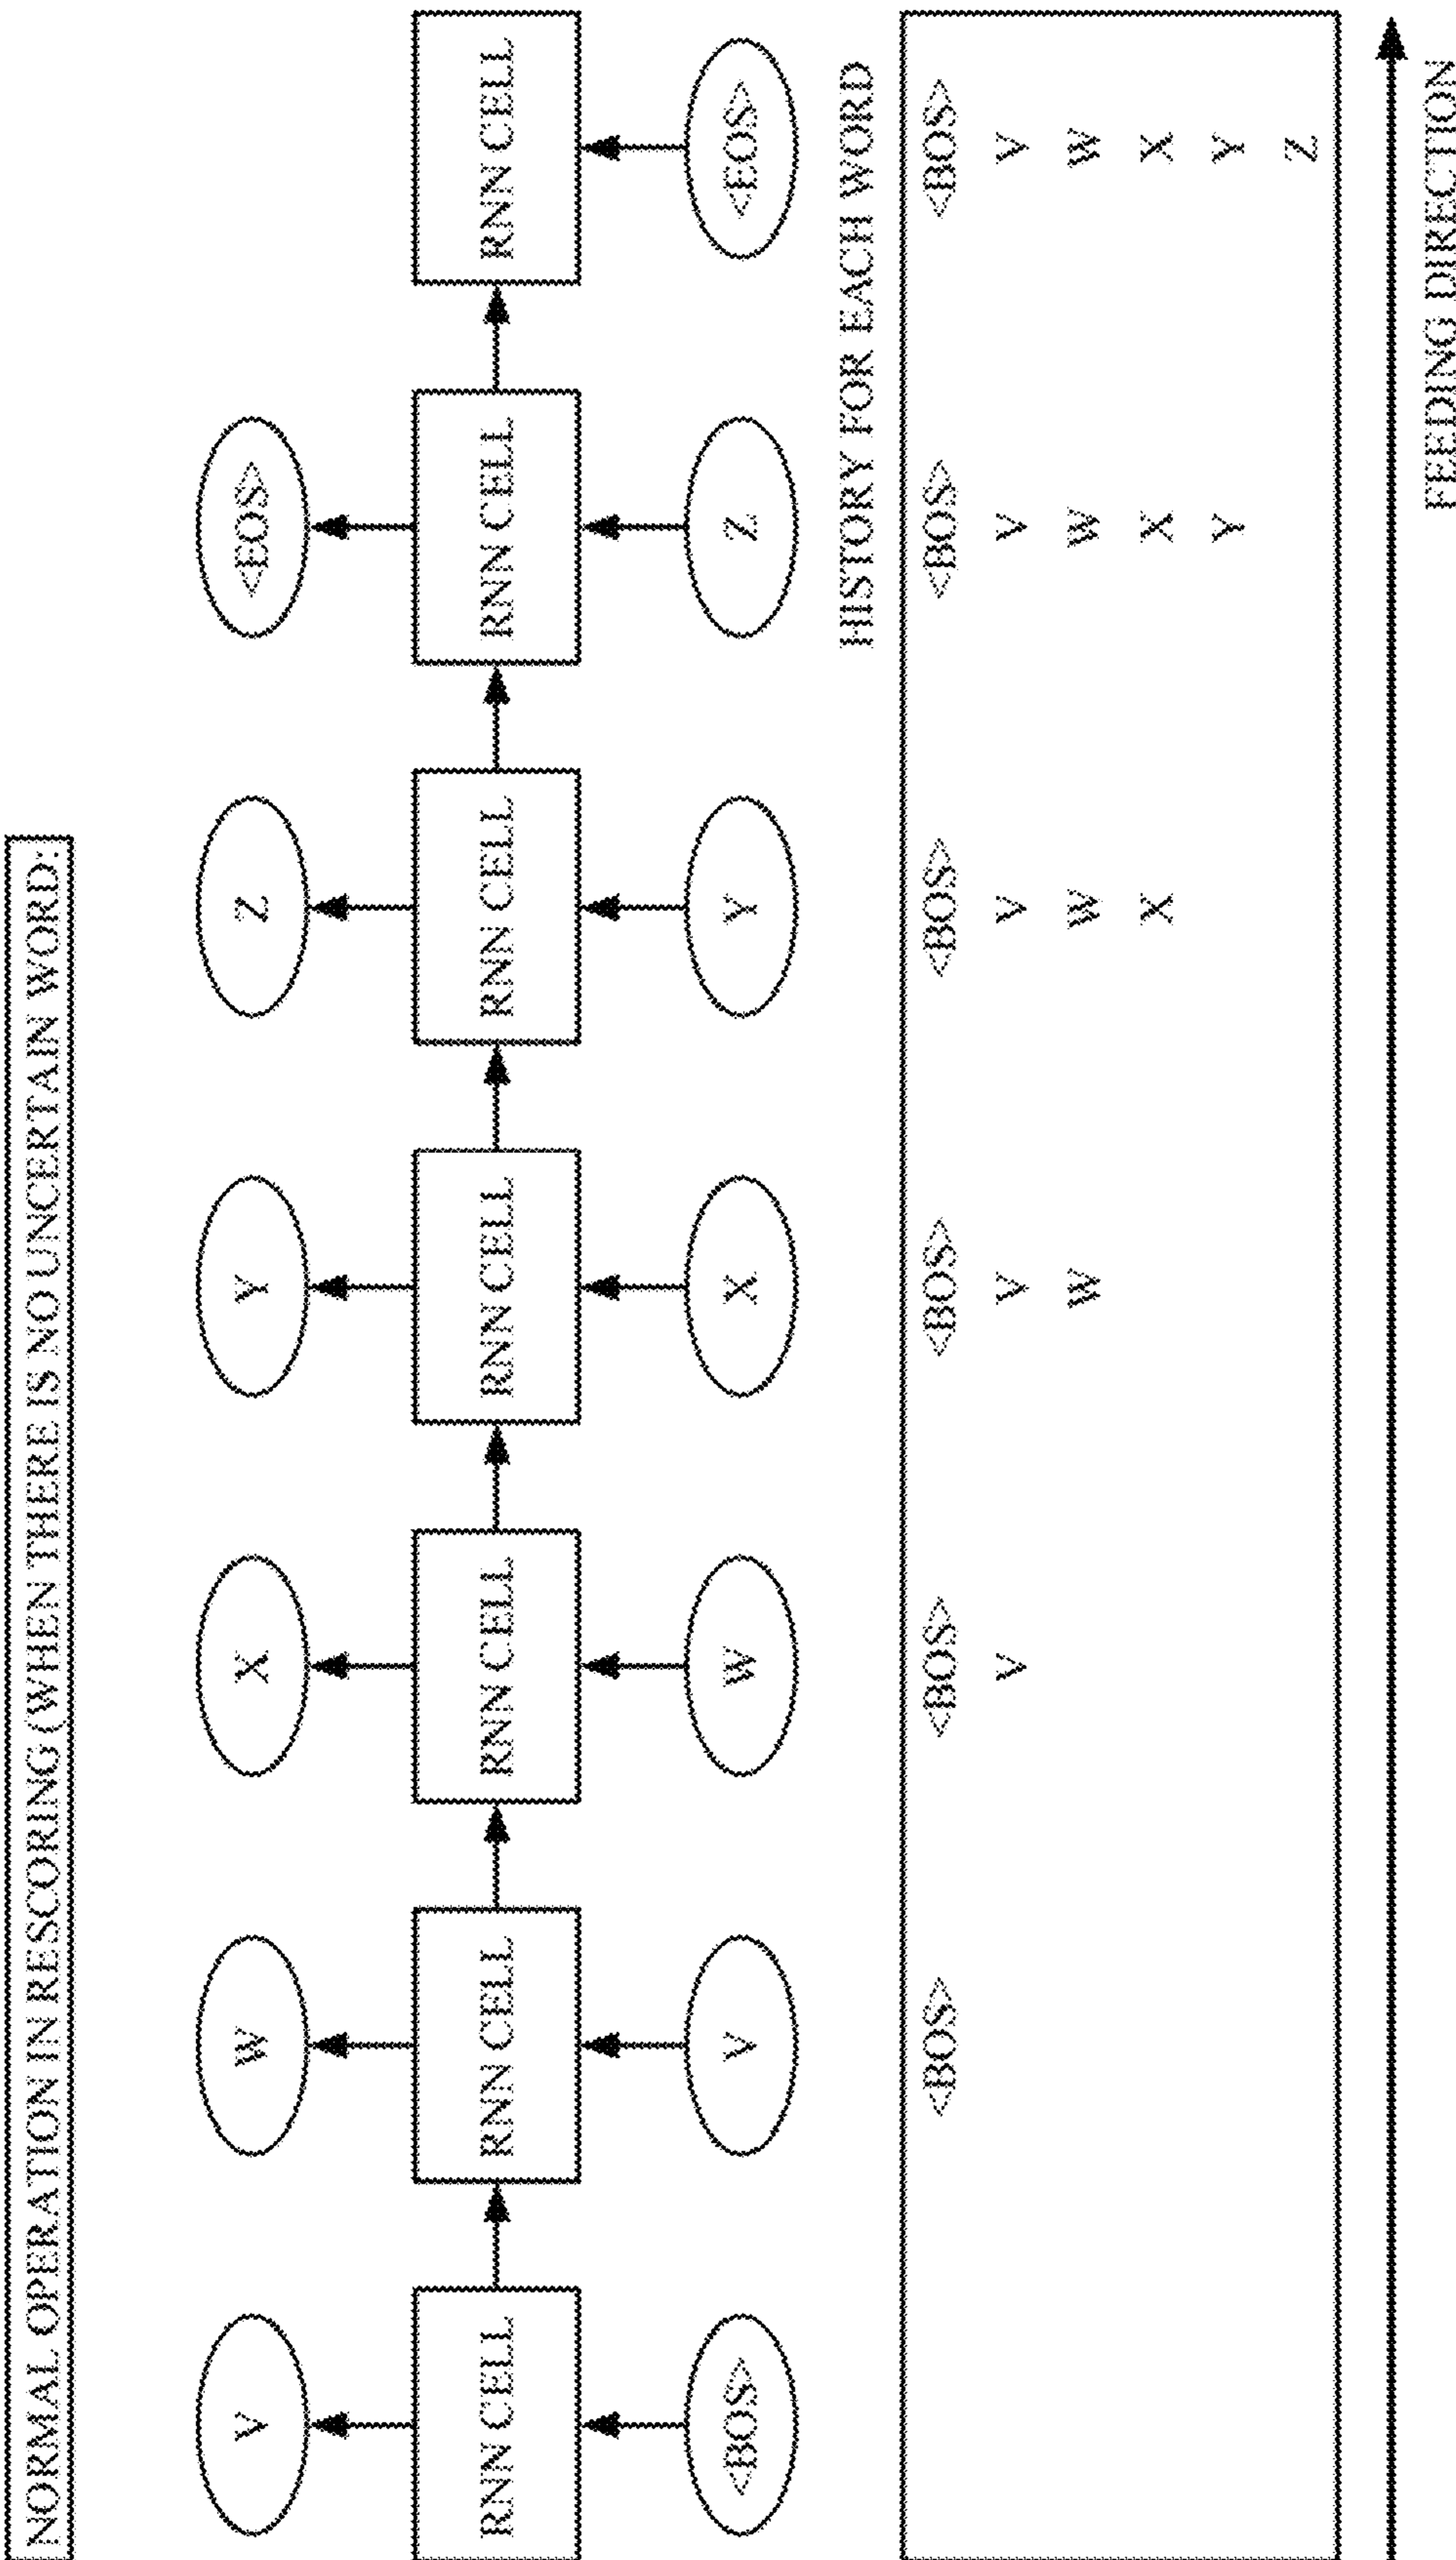 NORMAL OPERATION IN RESCORING (WHEN THERE IS NO UNCERTAIN WORD:
V W X Y Z <EOS>
RNN CELL RNN CELL RNN CELL RNN CELL RNN CELL RNN CELL RNN CELL
<BOS> V W X Y Z <EOS>
HISTORY FOR EACH WORD
<BOS> <BOS> <BOS> <BOS> <BOS> <BOS>
V V V V V
W W W W
X X X
Y Y
Z
FEEDING DIRECTION